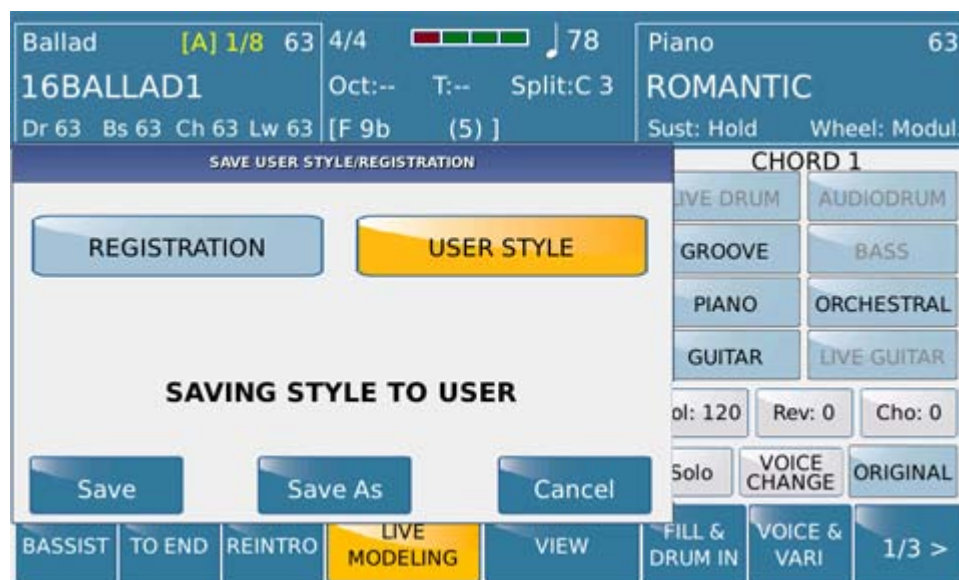 Ballad [A] 1/8 63
16BALLAD1
Dr 63 Bs 63 Ch 63 Lw 63
4/4 78
Oct:-- T:-- Split:C 3
[F 9b (5) ]
Piano 63
ROMANTIC
Sust: Hold Wheel: Modul.
SAVE USER STYLE/REGISTRATION
REGISTRATION USER STYLE
SAVING STYLE TO USER
Save Save As Cancel
CHORD 1
LIVE DRUM AUDIODRUM
GROOVE BASS
PIANO ORCHESTRAL
GUITAR LIVE GUITAR
ol: 120 Rev: 0 Cho: 0
Solo VOICE CHANGE ORIGINAL
BASSIST TO END REINTRO LIVE MODELING VIEW FILL & DRUM IN VOICE & VARI 1/3 >